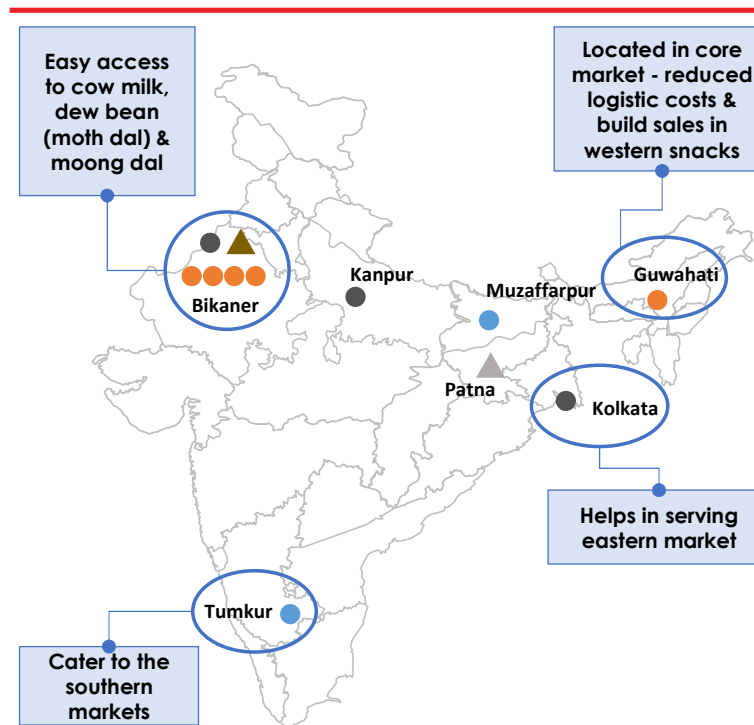 Easy access
to cow milk,
dew bean
(moth dal) &
moong dal
Located in core
market - reduced
logistic costs &
build sales in
western snacks
Bikaner
Kanpur
Muzaffarpur
Guwahati
Patna
Kolkata
Helps in serving
eastern market
Tumkur
Cater to the
southern
markets